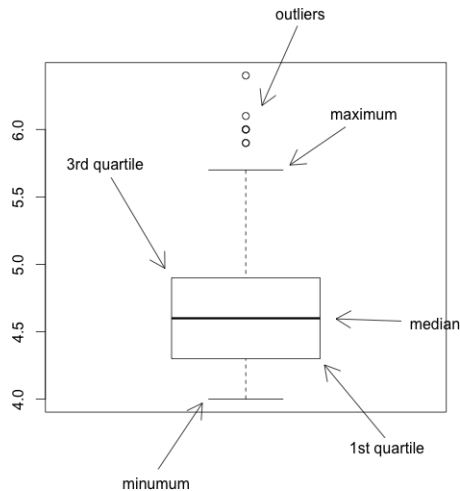 outliers
maximum
3rd quartile
median
1st quartile
minumum
6.0
5.5
5.0
4.5
4.0